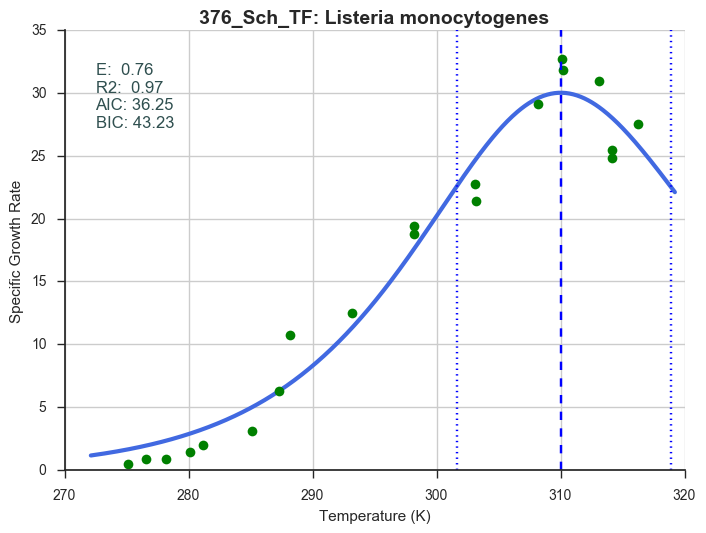 376_Sch_TF: Listeria monocytogenes
E:  0.76
R2:  0.97
AIC: 36.25
BIC: 43.23
Specific Growth Rate
35
30
25
20
15
10
5
0
270 280 290 300 310 320
Temperature (K)